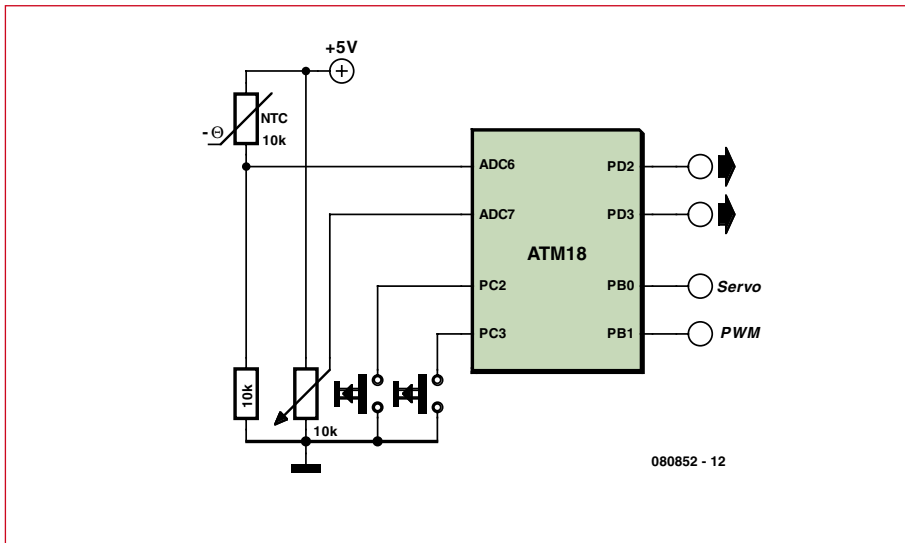 +5V
NTC
-Θ
10k
ADC6
PD2
ADC7
PD3
ATM18
PC2
PB0
Servo
PC3
PB1
PWM
10k
10k
080852 - 12